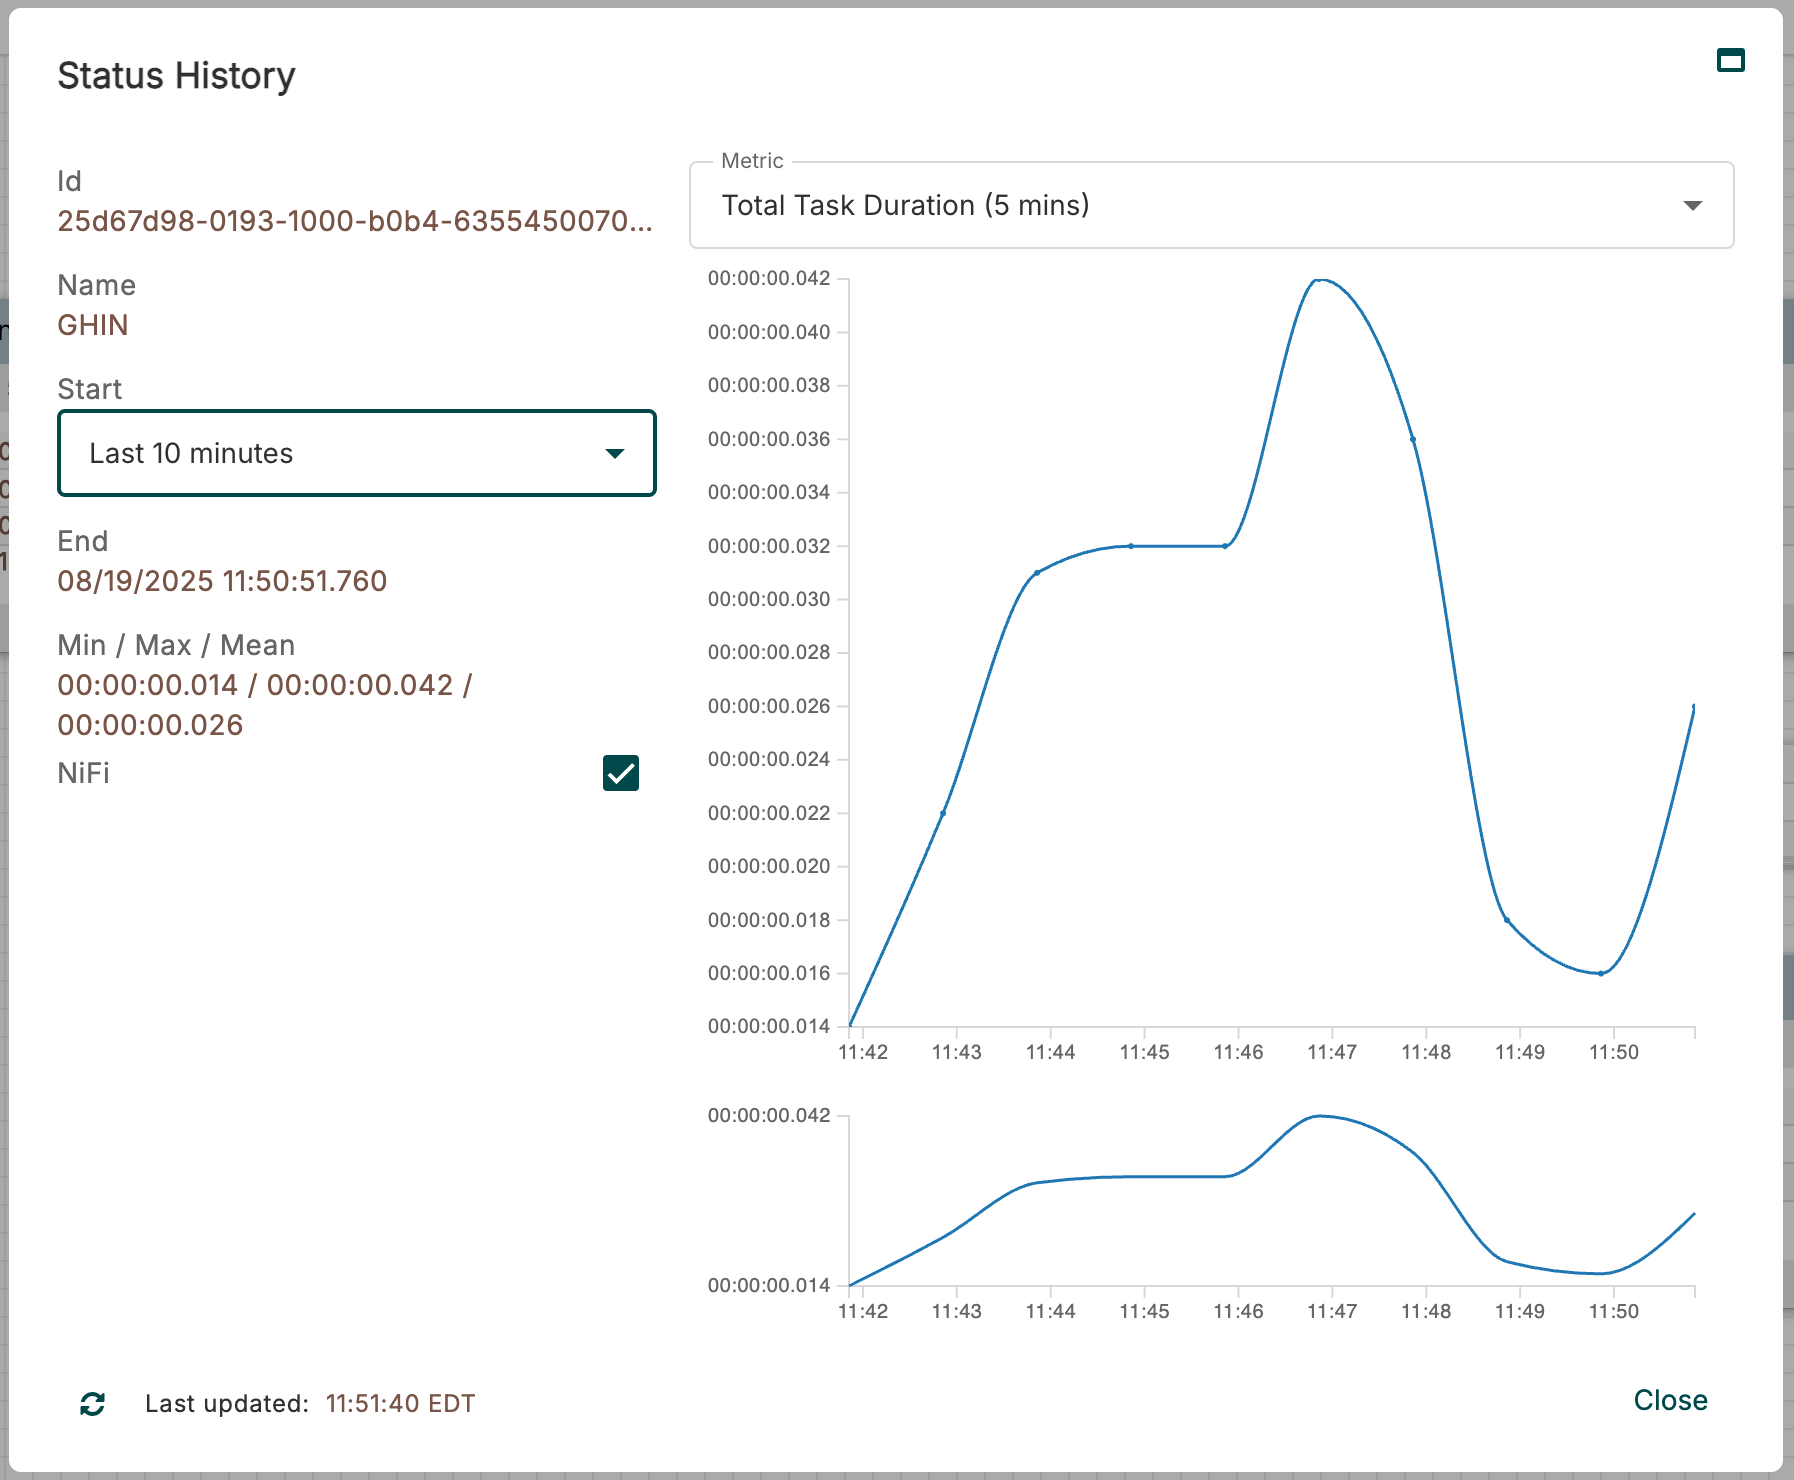 Status History
Id
25d67d98-0193-1000-b0b4-6355450070...
Name
GHIN
Start
Last 10 minutes
End
08/19/2025 11:50:51.760
Min / Max / Mean
00:00:00.014 / 00:00:00.042 /
00:00:00.026
NiFi
Metric
Total Task Duration (5 mins)
00:00:00.042
00:00:00.040
00:00:00.038
00:00:00.036
00:00:00.034
00:00:00.032
00:00:00.030
00:00:00.028
00:00:00.026
00:00:00.024
00:00:00.022
00:00:00.020
00:00:00.018
00:00:00.016
00:00:00.014
11:42 11:43 11:44 11:45 11:46 11:47 11:48 11:49 11:50
00:00:00.042
00:00:00.014
11:42 11:43 11:44 11:45 11:46 11:47 11:48 11:49 11:50
Last updated: 11:51:40 EDT
Close